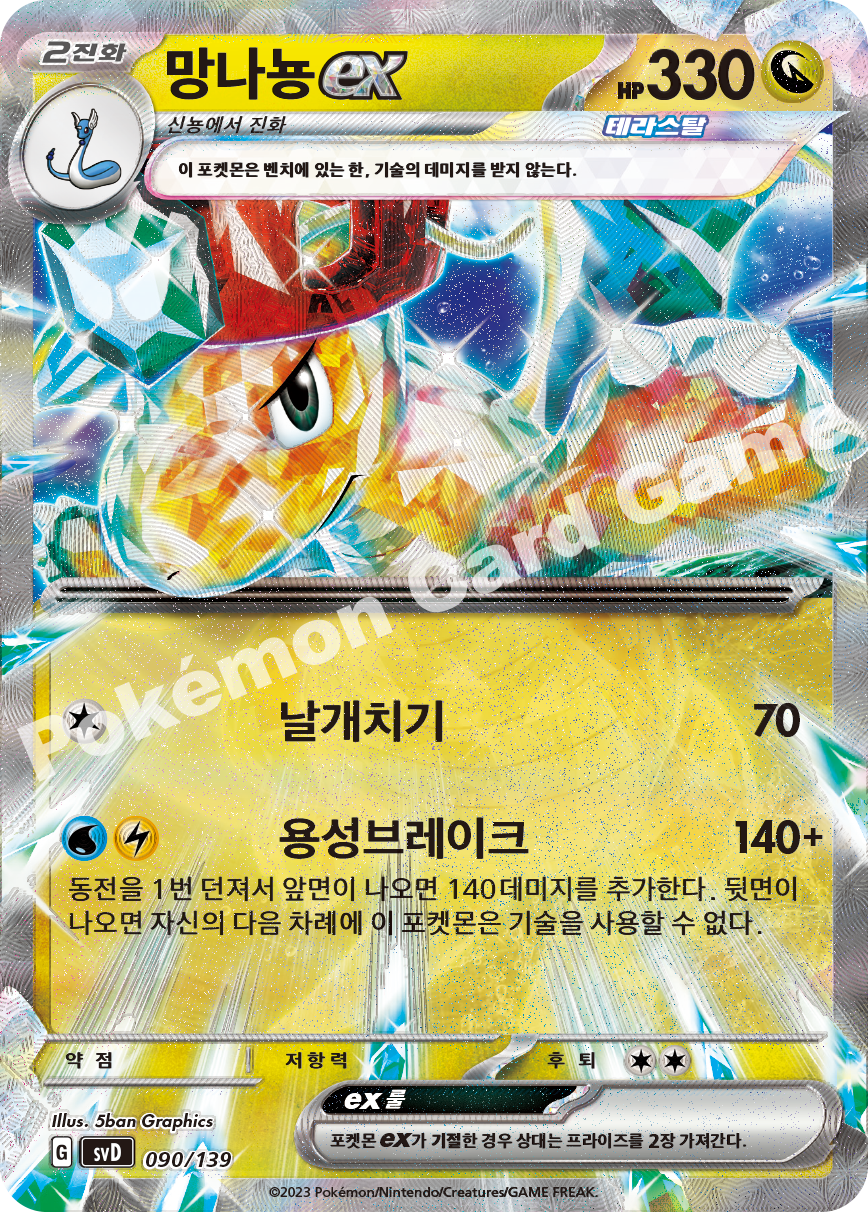 2진화
망나뇽 ex
HP 330
신뇽에서 진화
테라스탈
이 포켓몬은 벤치에 있는 한, 기술의 데미지를 받지 않는다.
Pokémon Card Game
날개치기 70
용성브레이크 140+
동전을 1번 던져서 앞면이 나오면 140데미지를 추가한다. 뒷면이
나오면 자신의 다음 차례에 이 포켓몬은 기술을 사용할 수 없다.
약점 저항력 후퇴
ex룰
포켓몬 ex가 기절한 경우 상대는 프라이즈를 2장 가져간다.
Illus. 5ban Graphics
G svD 090/139
©2023 Pokémon/Nintendo/Creatures/GAME FREAK.